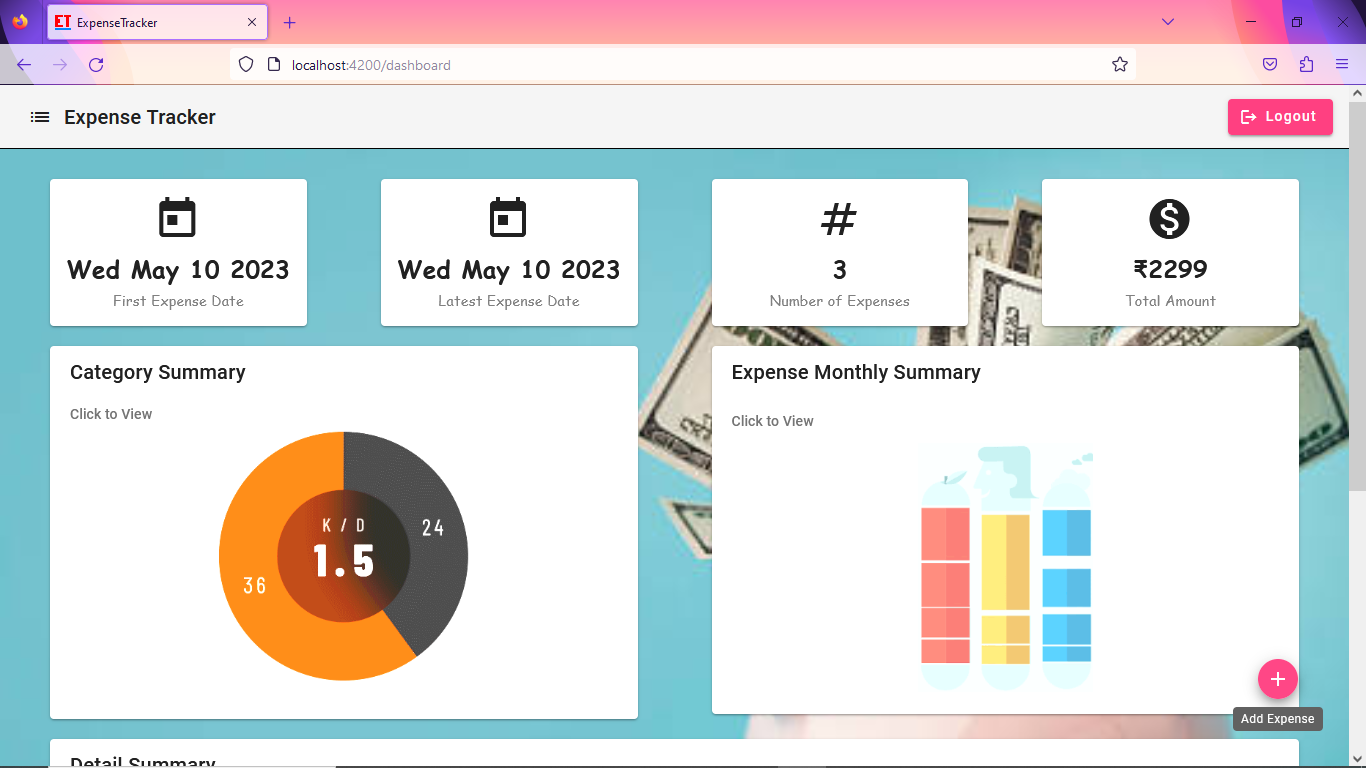 ExpenseTracker
localhost:4200/dashboard
Expense Tracker
Logout
Wed May 10 2023
First Expense Date
Wed May 10 2023
Latest Expense Date
#
3
Number of Expenses
$
₹2299
Total Amount
Category Summary
Click to View
K / D
1.5
24
36
Expense Monthly Summary
Click to View
+
Add Expense
Detail Summary